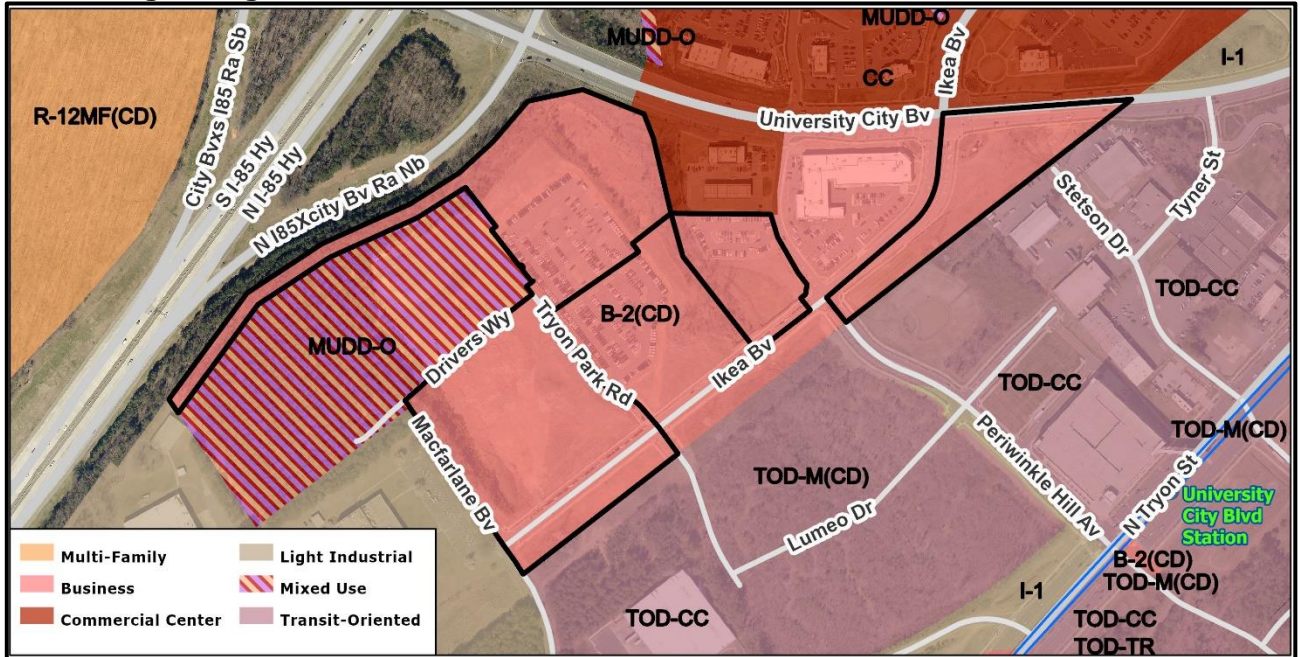 MUDD-O
MUDD-O
CC
I-1
R-12MF(CD)
City Bvxs I85 Ra Sb
S I-85 Hy
N I-85 Hy
N I85Xcity Bv Ra Nb
University City Bv
Ikea Bv
Stetson Dr
Tyner St
TOD-CC
MUDD-O
Drivers Wy
Tryon Park Rd
B-2(CD)
Ikea Bv
Macfarlane Bv
TOD-CC
TOD-M(CD)
Lumeo Dr
Periwinkle Hill Av
TOD-M(CD)
N Tryon St
University
City Blvd
Station
B-2(CD)
TOD-M(CD)
I-1
TOD-CC
TOD-CC
TOD-TR
Multi-Family
Business
Commercial Center
Light Industrial
Mixed Use
Transit-Oriented